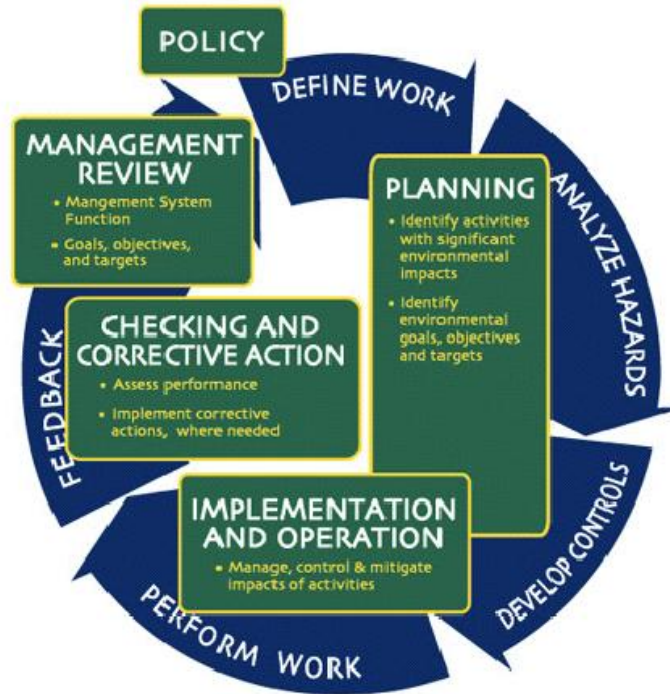 POLICY
DEFINE WORK
ANALYZE HAZARDS
DEVELOP CONTROLS
PERFORM WORK
FEEDBACK
MANAGEMENT
REVIEW
• Mangement System
Function
• Goals, objectives,
and targets
PLANNING
• Identify activities
with significant
environmental
impacts
• Identify
environmental
goals, objectives
and targets
CHECKING AND
CORRECTIVE ACTION
• Assess performance
• Implement corrective
actions, where needed
IMPLEMENTATION
AND OPERATION
• Manage, control & mitigate
impacts of activities